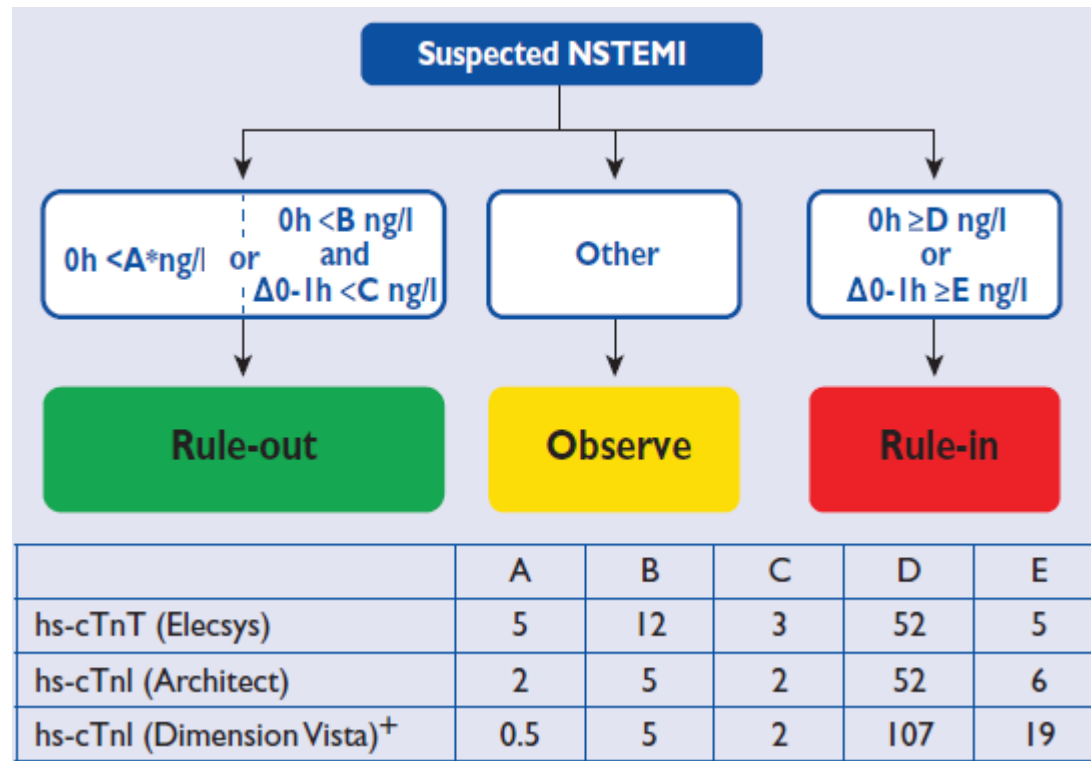 Suspected NSTEMI
0h <A*ng/l or
0h <B ng/l
and
Δ0-1h <C ng/l
Other
0h ≥D ng/l
or
Δ0-1h ≥E ng/l
Rule-out
Observe
Rule-in
A B C D E
hs-cTnT (Elecsys) 5 12 3 52 5
hs-cTnI (Architect) 2 5 2 52 6
hs-cTnI (Dimension Vista)+ 0.5 5 2 107 19